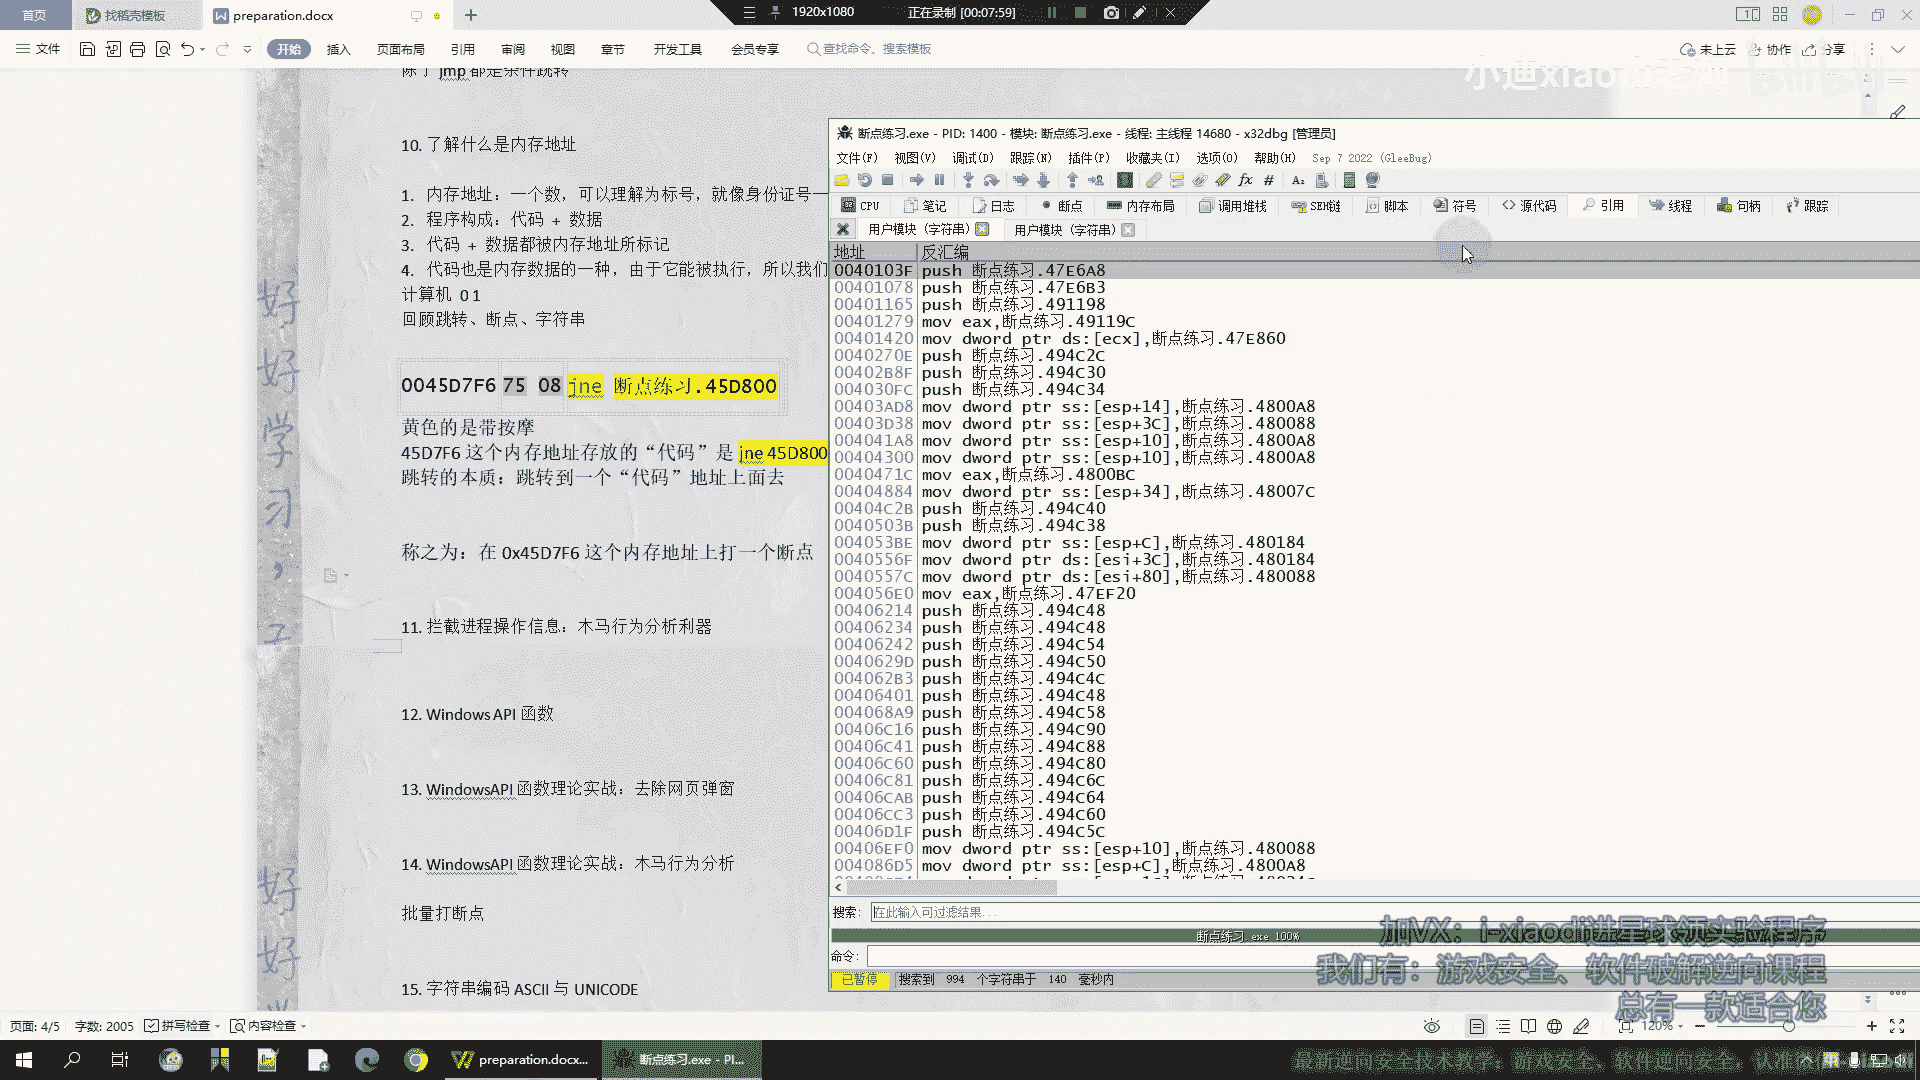 首页
找稻壳模板
preparation.docx
1920x1080
正在录制 [00:07:59]
文件
开始
插入
页面布局
引用
审阅
视图
章节
开发工具
会员专享
查找命令、搜索模板
未上云
协作
分享
小迪xiaodi老师
除了 jmp 都是条件跳转
10. 了解什么是内存地址
1. 内存地址：一个数，可以理解为标号，就像身份证号一
2. 程序构成：代码 + 数据
3. 代码 + 数据都被内存地址所标记
4. 代码也是内存数据的一种，由于它能被执行，所以我们
计算机 0 1
回顾跳转、断点、字符串
0045D7F6 75 08 jne 断点练习.45D800
黄色的是带按摩
45D7F6 这个内存地址存放的“代码”是 jne 45D800
跳转的本质：跳转到一个“代码”地址上面去
称之为：在 0x45D7F6 这个内存地址上打一个断点
11. 拦截进程操作信息：木马行为分析利器
12. Windows API 函数
13. WindowsAPI 函数理论实战：去除网页弹窗
14. WindowsAPI 函数理论实战：木马行为分析
批量打断点
15. 字符串编码 ASCII 与 UNICODE
好好学习，
好好
断点练习.exe - PID: 1400 - 模块: 断点练习.exe - 线程: 主线程 14680 - x32dbg [管理员]
文件(F) 视图(V) 调试(D) 跟踪(N) 插件(P) 收藏夹(I) 选项(O) 帮助(H) Sep 7 2022 (GleeBug)
CPU 笔记 日志 断点 内存布局 调用堆栈 SEH链 脚本 符号 源代码 引用 线程 句柄 跟踪
用户模块 (字符串) 用户模块 (字符串)
地址 反汇编
0040103F push 断点练习.47E6A8
00401078 push 断点练习.47E6B3
00401165 push 断点练习.491198
00401279 mov eax,断点练习.49119C
00401420 mov dword ptr ds:[ecx],断点练习.47E860
0040270E push 断点练习.494C2C
00402B8F push 断点练习.494C30
004030FC push 断点练习.494C34
00403AD8 mov dword ptr ss:[esp+14],断点练习.4800A8
00403D38 mov dword ptr ss:[esp+3C],断点练习.480088
004041A8 mov dword ptr ss:[esp+10],断点练习.4800A8
00404300 mov dword ptr ss:[esp+10],断点练习.4800A8
0040471C mov eax,断点练习.4800BC
00404884 mov dword ptr ss:[esp+34],断点练习.48007C
00404C2B push 断点练习.494C40
0040503B push 断点练习.494C38
004053BE mov dword ptr ss:[esp+C],断点练习.480184
0040556F mov dword ptr ds:[esi+3C],断点练习.480184
0040557C mov dword ptr ds:[esi+80],断点练习.480088
004056E0 mov eax,断点练习.47EF20
00406214 push 断点练习.494C48
00406234 push 断点练习.494C48
00406242 push 断点练习.494C54
0040629D push 断点练习.494C50
004062B3 push 断点练习.494C4C
00406401 push 断点练习.494C48
004068A9 push 断点练习.494C58
00406C16 push 断点练习.494C90
00406C41 push 断点练习.494C88
00406C60 push 断点练习.494C80
00406C81 push 断点练习.494C6C
00406CAB push 断点练习.494C64
00406CC3 push 断点练习.494C60
00406D1F push 断点练习.494C5C
00406EF0 mov dword ptr ss:[esp+10],断点练习.480088
004086D5 mov dword ptr ss:[esp+C],断点练习.4800A8
搜索: 在此输入可过滤结果...
断点练习.exe 100%
命令:
已暂停 搜索到 994 个字符串于 140 毫秒内
加VX：i-xiaodi进星球领实验程序
我们有：游戏安全、软件破解逆向课程
总有一款适合您
页面: 4/5 字数: 2005 拼写检查 内容检查
120%
preparation.docx...
断点练习.exe - PI...
最新逆向安全技术教学：游戏安全、软件逆向安全，认准